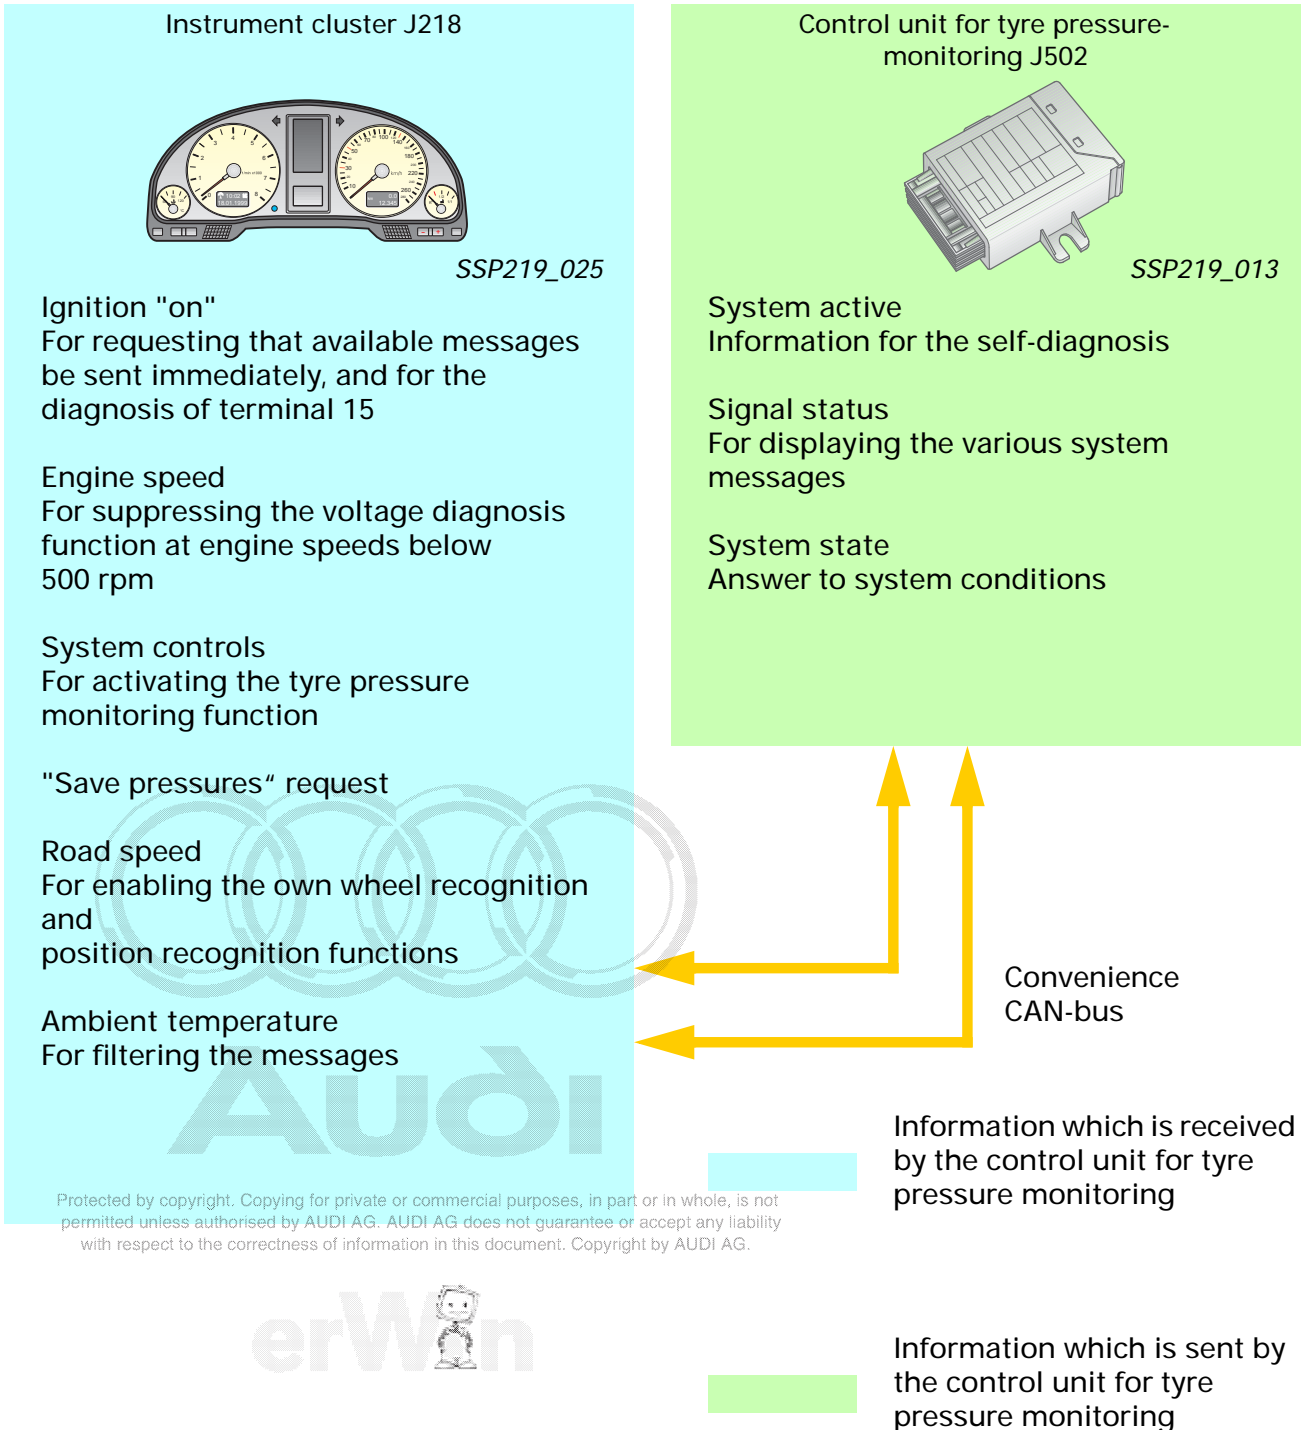 Instrument cluster J218
SSP219_025
Ignition "on"
For requesting that available messages
be sent immediately, and for the
diagnosis of terminal 15
Engine speed
For suppressing the voltage diagnosis
function at engine speeds below
500 rpm
System controls
For activating the tyre pressure
monitoring function
"Save pressures“ request
Road speed
For enabling the own wheel recognition
and
position recognition functions
Ambient temperature
For filtering the messages
Control unit for tyre pressure-
monitoring J502
SSP219_013
System active
Information for the self-diagnosis
Signal status
For displaying the various system
messages
System state
Answer to system conditions
Convenience
CAN-bus
Information which is received
by the control unit for tyre
pressure monitoring
Information which is sent by
the control unit for tyre
pressure monitoring
Audi
Protected by copyright. Copying for private or commercial purposes, in part or in whole, is not
permitted unless authorised by AUDI AG. AUDI AG does not guarantee or accept any liability
with respect to the correctness of information in this document. Copyright by AUDI AG.
erWin